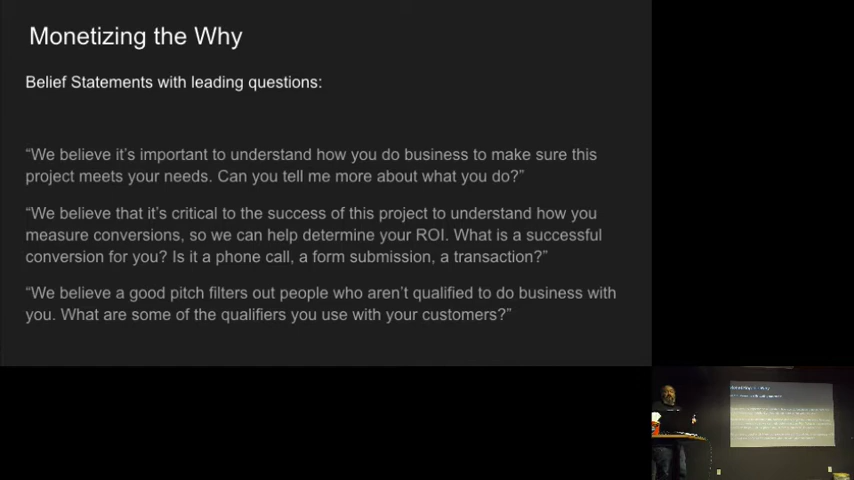 Monetizing the Why
Belief Statements with leading questions:
“We believe it’s important to understand how you do business to make sure this
project meets your needs. Can you tell me more about what you do?”
“We believe that it’s critical to the success of this project to understand how you
measure conversions, so we can help determine your ROI. What is a successful
conversion for you? Is it a phone call, a form submission, a transaction?”
“We believe a good pitch filters out people who aren’t qualified to do business with
you. What are some of the qualifiers you use with your customers?”